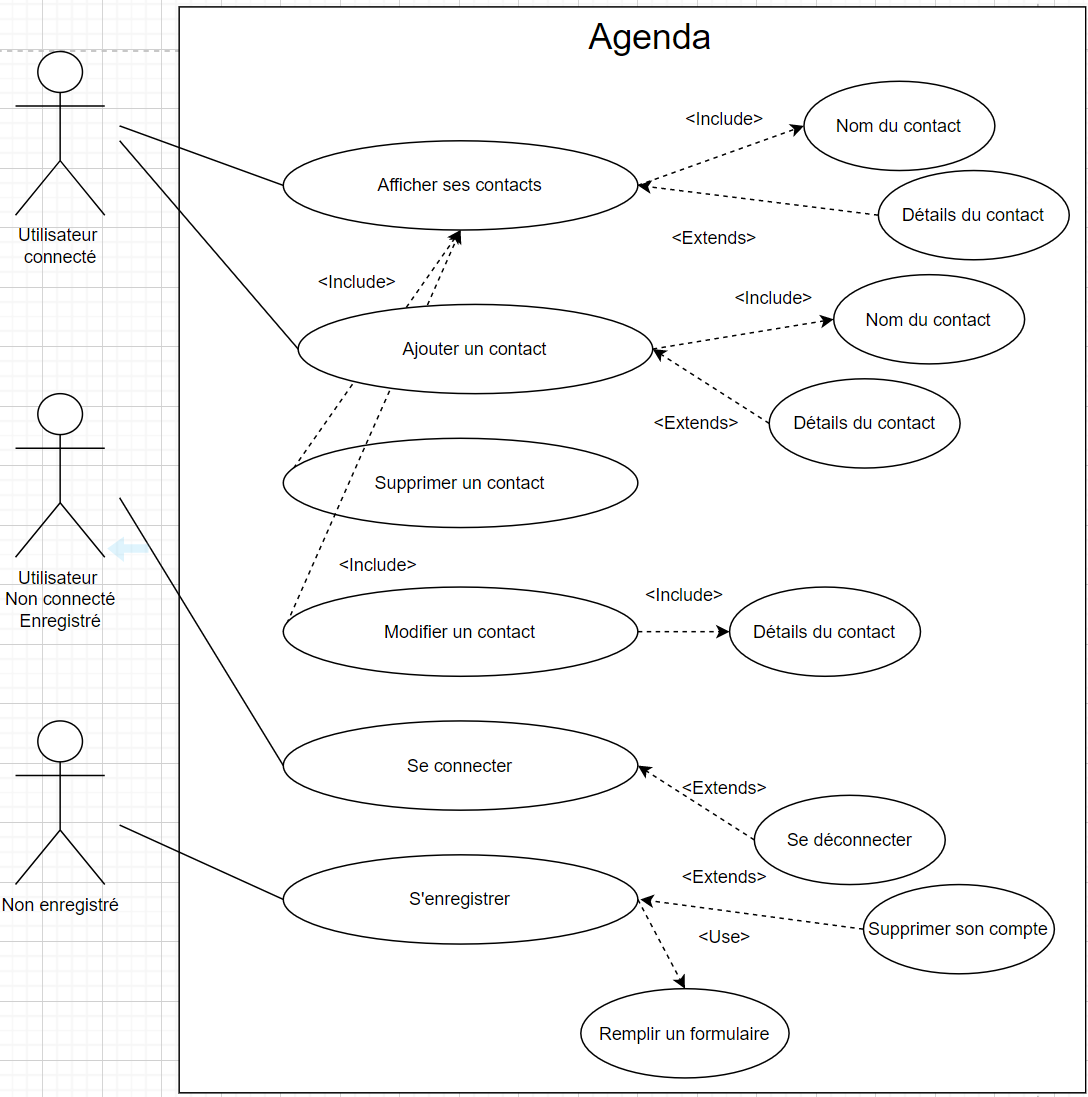 Agenda
<Include>
Nom du contact
Afficher ses contacts
Détails du contact
<Extends>
Utilisateur
connecté
<Include>
<Include>
Nom du contact
Ajouter un contact
<Extends>
Détails du contact
Supprimer un contact
<Include>
Utilisateur
Non connecté
Enregistré
<Include>
Modifier un contact
Détails du contact
Se connecter
<Extends>
Se déconnecter
<Extends>
Non enregistré
S'enregistrer
Supprimer son compte
<Use>
Remplir un formulaire